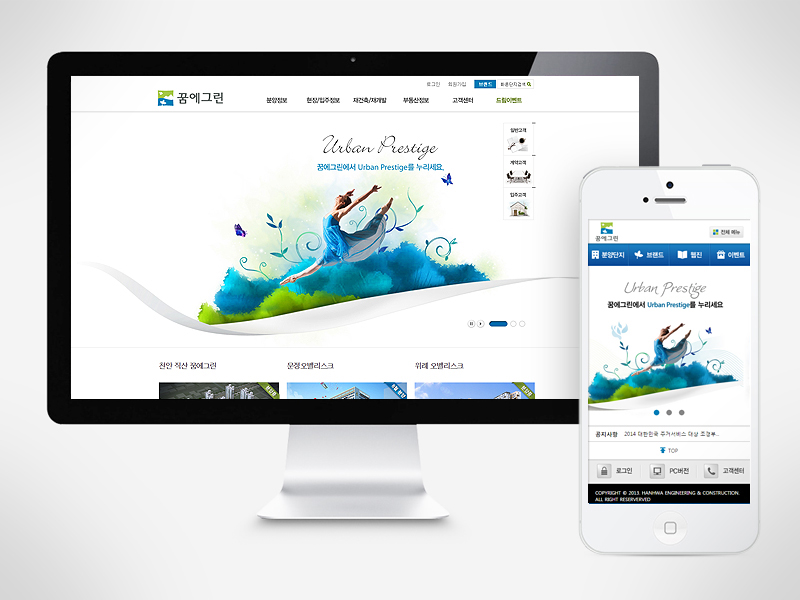 로그인 회원가입 브랜드 빠른단지검색
꿈에그린
분양정보 현장/입주정보 재건축/재개발 부동산정보 고객센터 드림이벤트
Urban Prestige
꿈에그린에서 Urban Prestige를 누리세요.
일반고객
계약고객
입주고객
천안 직산 꿈에그린 문정오벨리스크 위례 오벨리스크
꿈에그린
전체 메뉴
분양단지 브랜드 웹진 이벤트
Urban Prestige
꿈에그린에서 Urban Prestige를 누리세요
공지사항 2014 대한민국 주거서비스 대상 조경부..
TOP
로그인 PC버전 고객센터
COPYRIGHT © 2013. HANHWA ENGINEERING & CONSTRUCTION.
ALL RIGHT RESERVERVED